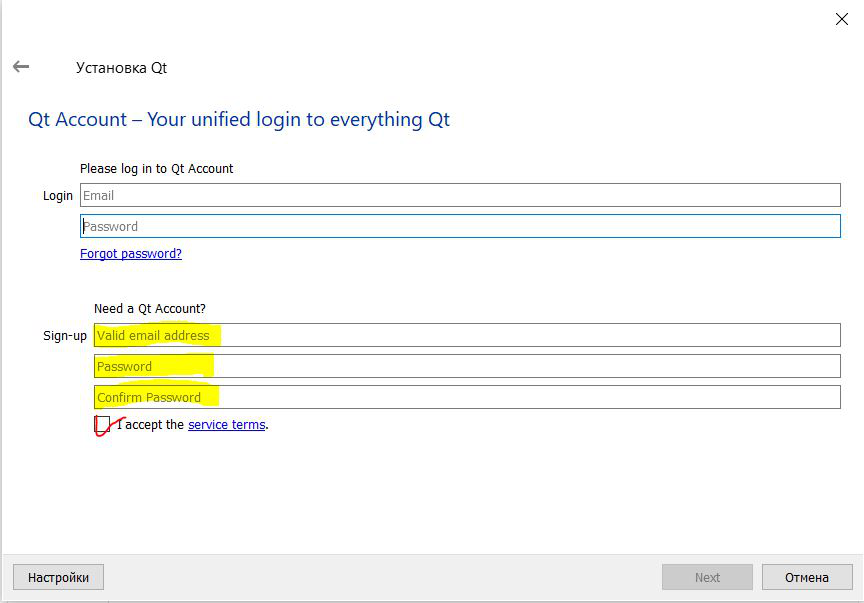 Установка Qt
Qt Account – Your unified login to everything Qt
Please log in to Qt Account
Login Email
Password
Forgot password?
Need a Qt Account?
Sign-up Valid email address
Password
Confirm Password
I accept the service terms.
Настройки Next Отмена